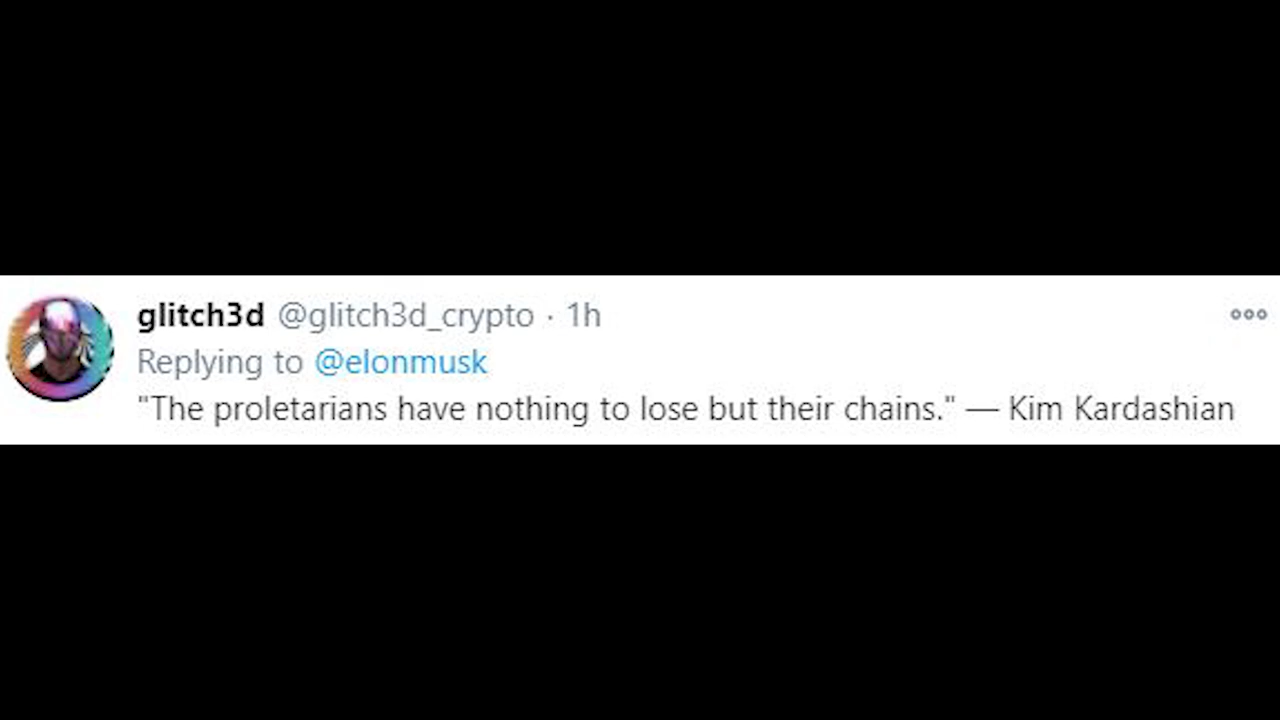 glitch3d @glitch3d_crypto · 1h
Replying to @elonmusk
"The proletarians have nothing to lose but their chains." — Kim Kardashian